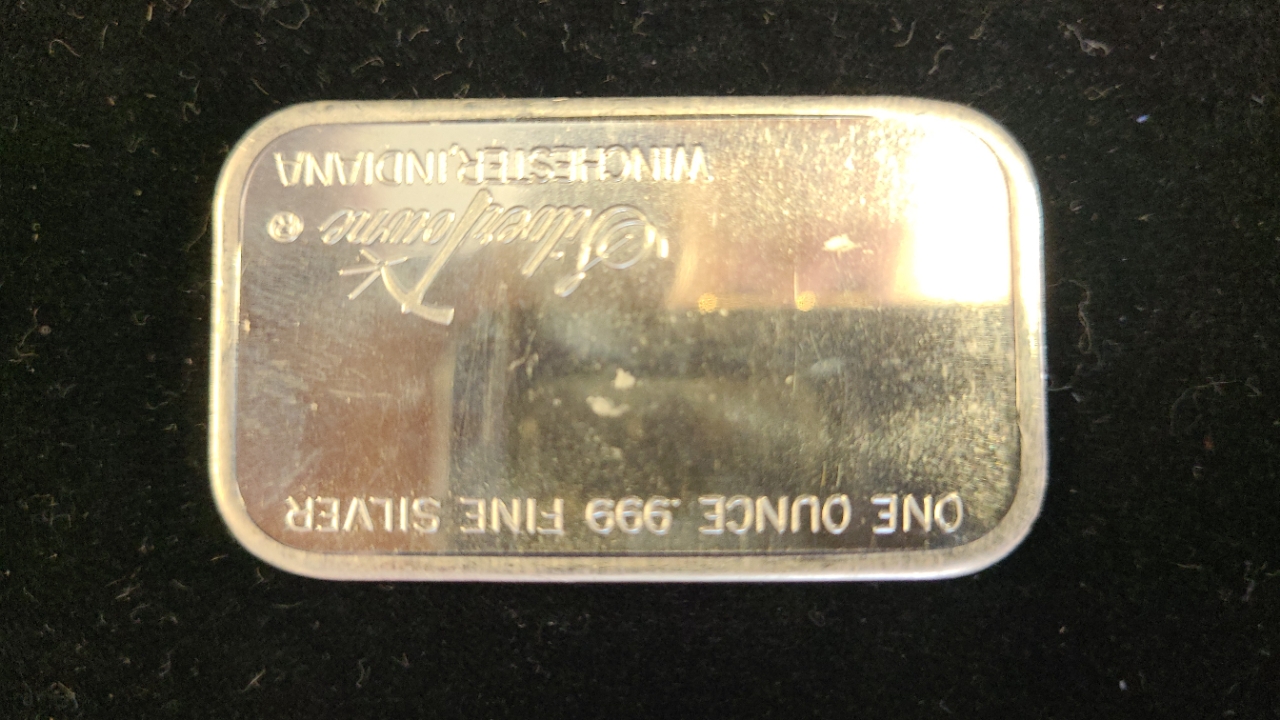 ONE OUNCE .999 FINE SILVER
SilverTowne ®
WINCHESTER, INDIANA